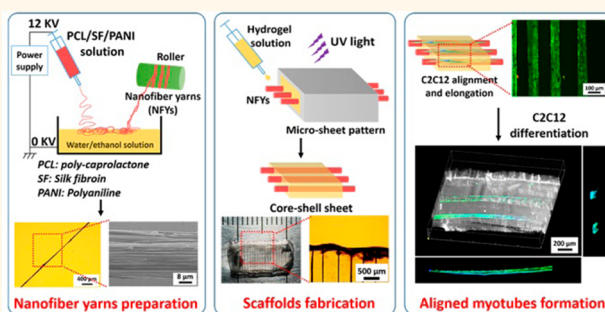 12 KV
PCL/SF/PANI
solution
Power
supply
Roller
Nanofiber yarns
(NFYs)
0 KV
Water/ethanol solution
PCL: poly-caprolactone
SF: Silk fibroin
PANI: Polyaniline
400 μm
8 μm
Nanofiber yarns preparation
Hydrogel
solution
UV light
NFYs
Micro-sheet pattern
Core-shell sheet
500 μm
Scaffolds fabrication
C2C12 alignment
and elongation
100 μm
C2C12
differentiation
200 μm
Aligned myotubes formation